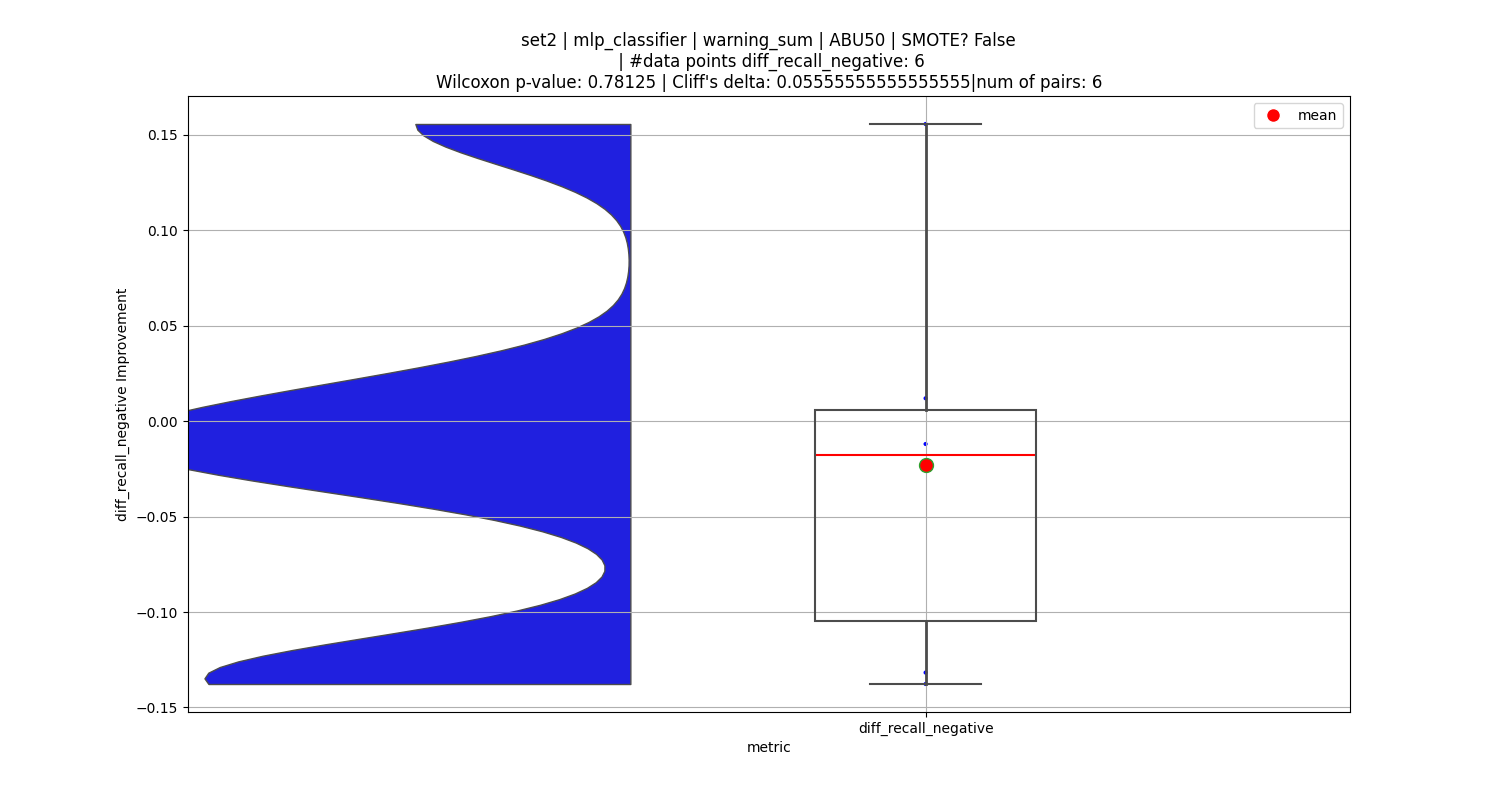 set2 | mlp_classifier | warning_sum | ABU50 | SMOTE? False
| #data points diff_recall_negative: 6
Wilcoxon p-value: 0.78125 | Cliff's delta: 0.05555555555555555|num of pairs: 6
mean
0.15
0.10
0.05
0.00
−0.05
−0.10
−0.15
diff_recall_negative Improvement
diff_recall_negative
metric